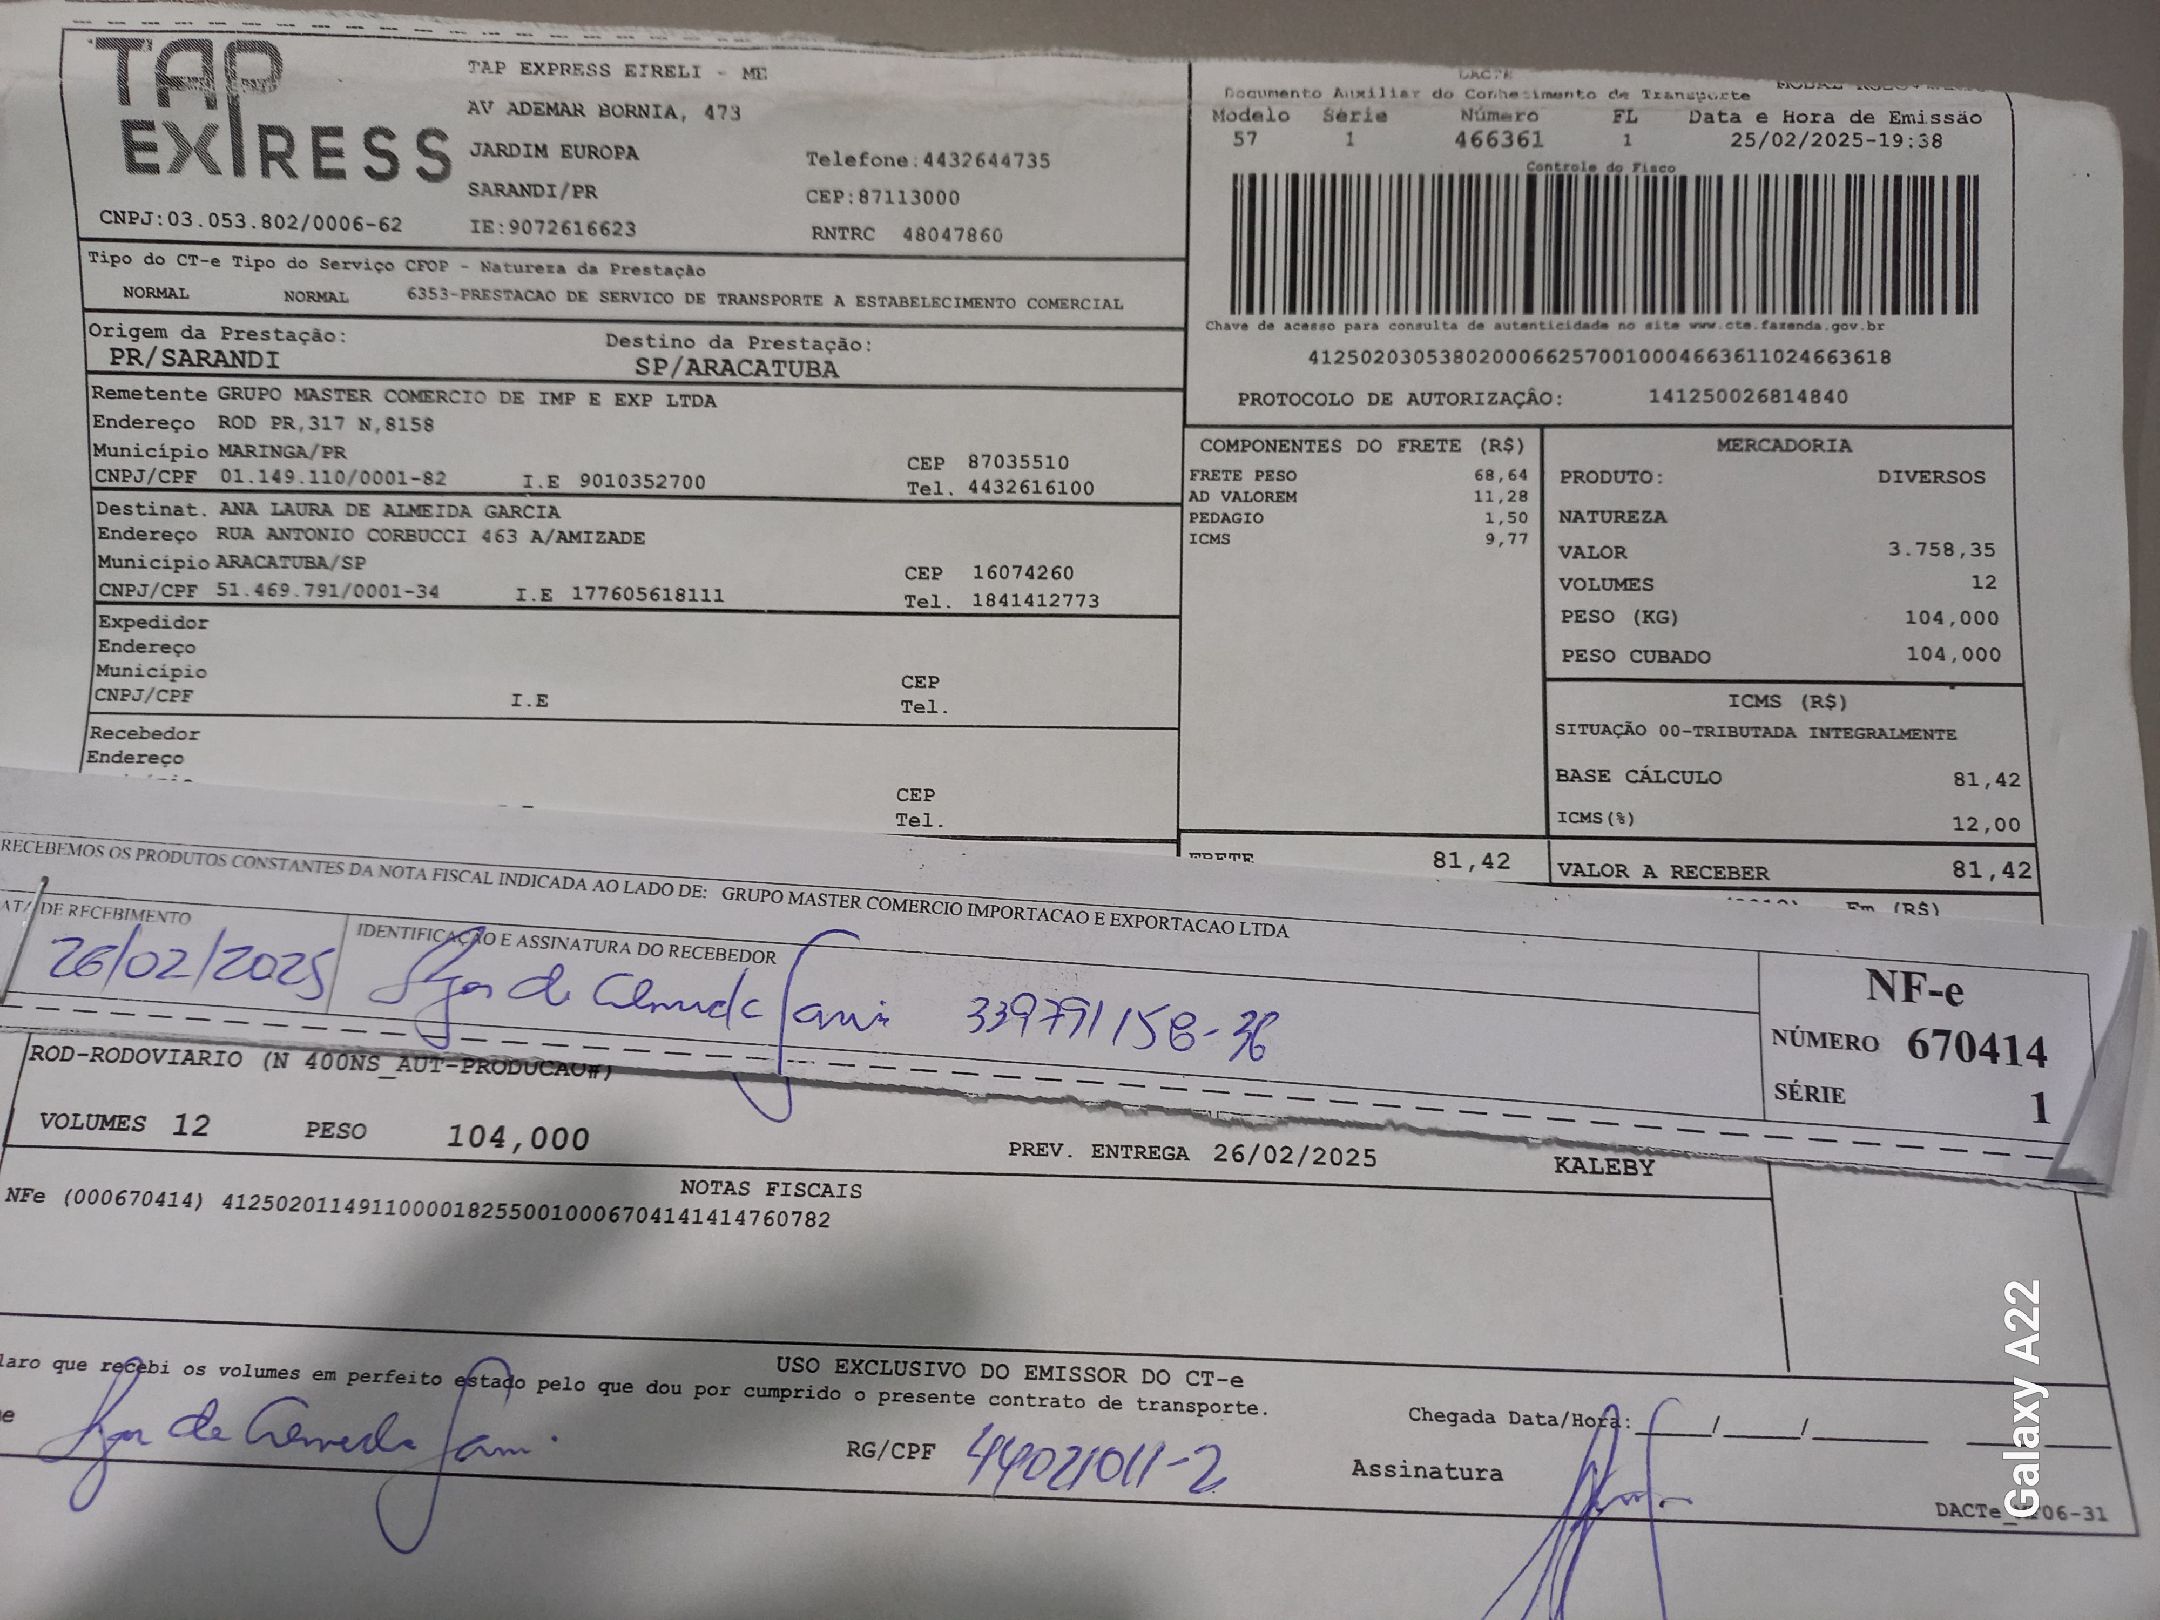 TAP EXPRESS
TAP EXPRESS EIRELI - ME
AV ADEMAR BORNIA, 473
JARDIM EUROPA Telefone:4432644735
SARANDI/PR CEP:87113000
CNPJ:03.053.802/0006-62 IE:9072616623 RNTRC 48047860
DACTE
Documento Auxiliar do Conhecimento de Transporte
Modelo Série Número FL Data e Hora de Emissão
57 1 466361 1 25/02/2025-19:38
Controle do Fisco
Chave de acesso para consulta de autenticidade no site www.cte.fazenda.gov.br
41250203053802000662570010004663611024663618
PROTOCOLO DE AUTORIZAÇÂO: 141250026814840
Tipo do CT-e Tipo do Serviço CFOP - Natureza da Prestação
NORMAL NORMAL 6353-PRESTACAO DE SERVICO DE TRANSPORTE A ESTABELECIMENTO COMERCIAL
Origem da Prestação: Destino da Prestação:
PR/SARANDI SP/ARACATUBA
Remetente GRUPO MASTER COMERCIO DE IMP E EXP LTDA
Endereço ROD PR,317 N,8158
Município MARINGA/PR CEP 87035510
CNPJ/CPF 01.149.110/0001-82 I.E 9010352700 Tel. 4432616100
Destinat. ANA LAURA DE ALMEIDA GARCIA
Endereço RUA ANTONIO CORBUCCI 463 A/AMIZADE
Município ARACATUBA/SP CEP 16074260
CNPJ/CPF 51.469.791/0001-34 I.E 177605618111 Tel. 1841412773
Expedidor
Endereço
Município CEP
CNPJ/CPF I.E Tel.
Recebedor
Endereço
CEP
Tel.
COMPONENTES DO FRETE (R$)
FRETE PESO 68,64
AD VALOREM 11,28
PEDAGIO 1,50
ICMS 9,77
FRETE 81,42
MERCADORIA
PRODUTO: DIVERSOS
NATUREZA
VALOR 3.758,35
VOLUMES 12
PESO (KG) 104,000
PESO CUBADO 104,000
ICMS (R$)
SITUAÇÃO 00-TRIBUTADA INTEGRALMENTE
BASE CÁLCULO 81,42
ICMS(%) 12,00
VALOR A RECEBER 81,42
Em (R$)
RECEBEMOS OS PRODUTOS CONSTANTES DA NOTA FISCAL INDICADA AO LADO DE: GRUPO MASTER COMERCIO IMPORTACAO E EXPORTACAO LTDA
DE RECEBIMENTO IDENTIFICAÇÃO E ASSINATURA DO RECEBEDOR
26/02/2025 339791158-36
NF-e
NÚMERO 670414
SÉRIE 1
ROD-RODOVIARIO (N 400NS_AUT-PRODUCAO#)
VOLUMES 12 PESO 104,000 PREV. ENTREGA 26/02/2025 KALEBY
NOTAS FISCAIS
NFe (000670414) 41250201149110000182550010006704141414760782
USO EXCLUSIVO DO EMISSOR DO CT-e
laro que recebi os volumes em perfeito estado pelo que dou por cumprido o presente contrato de transporte.
RG/CPF 44021011-2
Chegada Data/Hora: / /
Assinatura
Galaxy A22